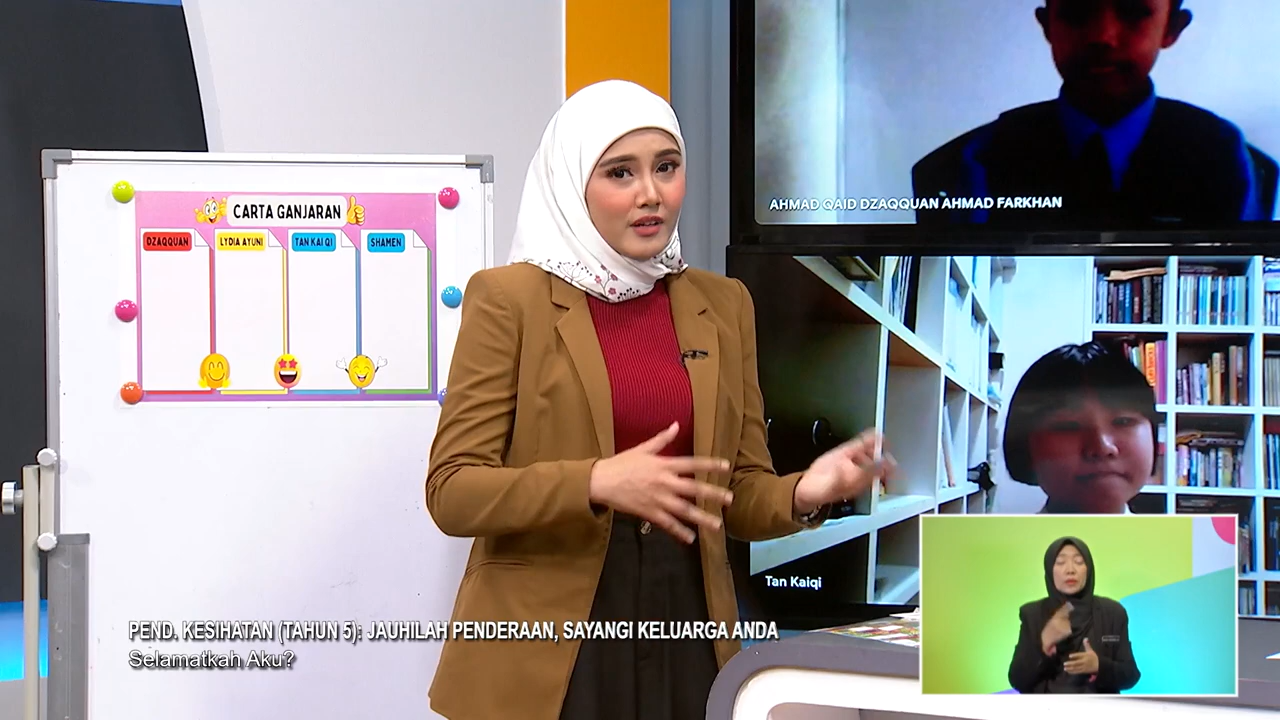 CARTA GANJARAN
DZAQQUAN
LYDIA AYUNI
TAN KAI QI
SHAMEN
AHMAD QAID DZAQQUAN AHMAD FARKHAN
Tan Kaiqi
PEND. KESIHATAN (TAHUN 5): JAUHILAH PENDERAAN, SAYANGI KELUARGA ANDA
Selamatkah Aku?